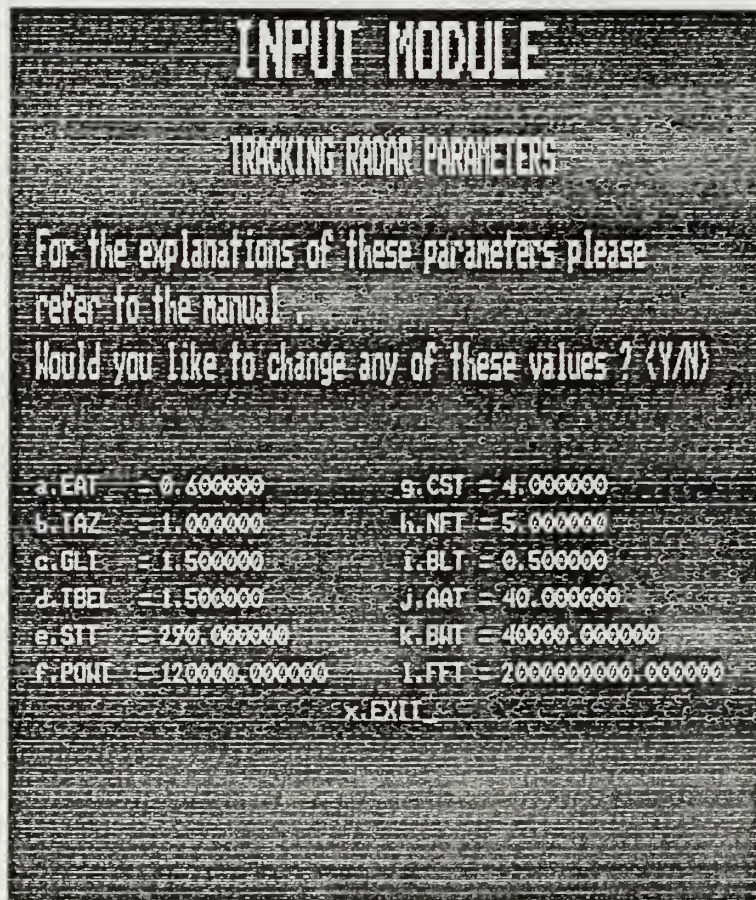 INPUT MODULE
TRACKING RADAR PARAMETERS
For the explanations of these parameters please
refer to the manual .
Would you like to change any of these values ? (Y/N)
a.EAT = 0.600000 g.CST = 4.000000
b.TAZ = 1.000000 h.NFT = 5.000000
c.GLT = 1.500000 i.BLT = 0.500000
d.TBEL = 1.500000 j.AAT = 40.000000
e.STT = 290.000000 k.BWT = 40000.000000
f.POWT = 120000.000000 l.FFT = 2000000000.000000
x.EXIT_